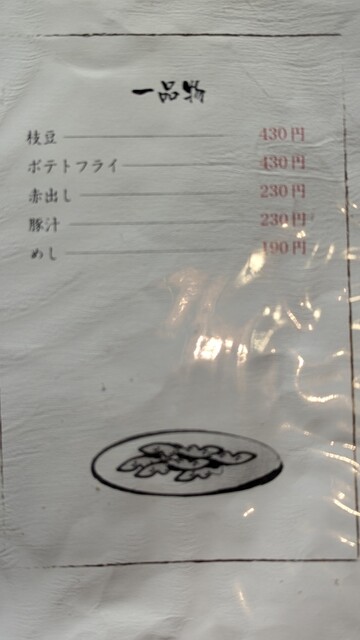 一品物
枝豆 430円
ポテトフライ 430円
赤出し 230円
豚汁 230円
めし 190円